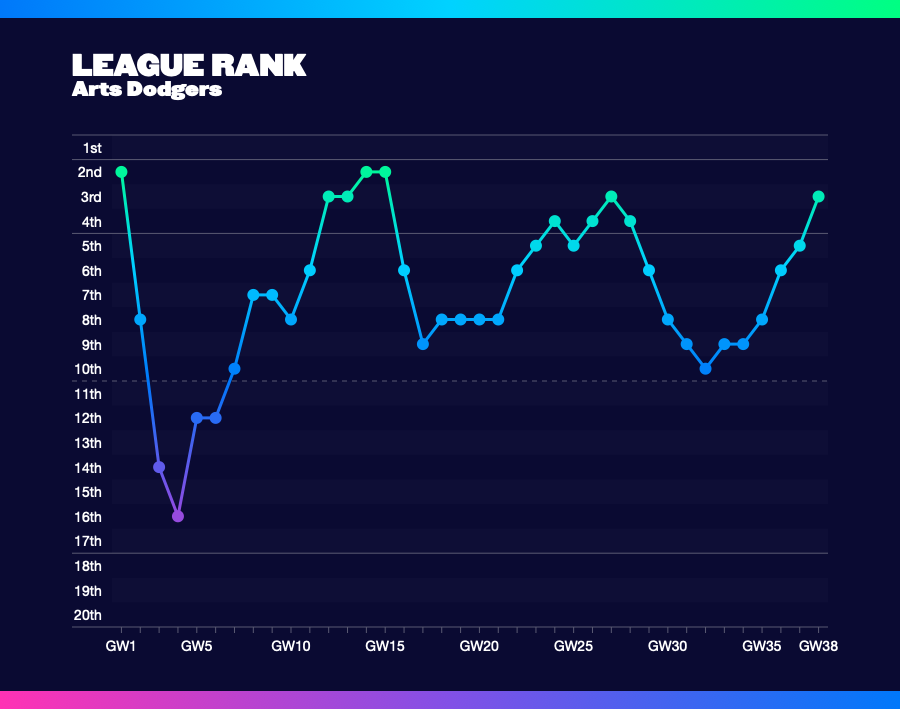 LEAGUE RANK
Arts Dodgers
1st
2nd
3rd
4th
5th
6th
7th
8th
9th
10th
11th
12th
13th
14th
15th
16th
17th
18th
19th
20th
GW1 GW5 GW10 GW15 GW20 GW25 GW30 GW35 GW38